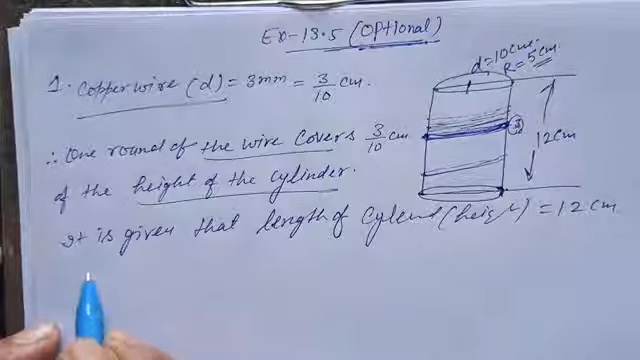 Ex-13.5 (Optional)
1. Copper wire (d) = 3mm = 3/10 cm.
∴ One round of the wire covers 3/10 cm
of the height of the cylinder.
It is given that length of (height) = 12 cm
d=10cm.
R=5cm
3
12cm